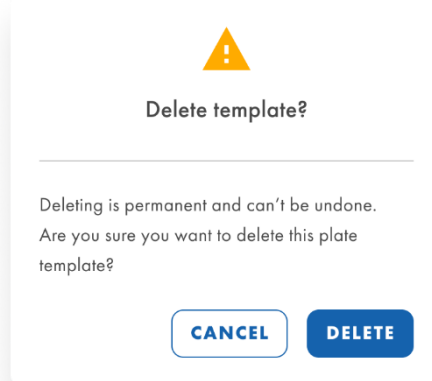 Delete template?
Deleting is permanent and can’t be undone.
Are you sure you want to delete this plate
template?
CANCEL
DELETE